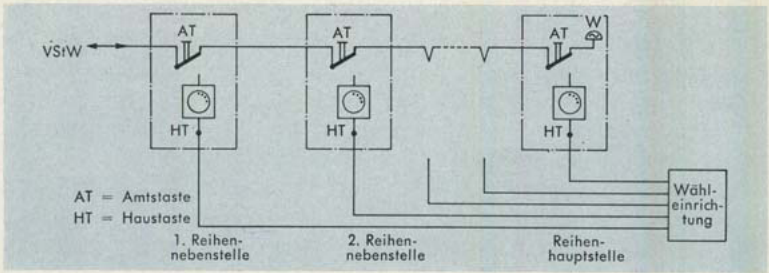 VStW
AT
AT
AT
W
HT
HT
HT
AT = Amtstaste
HT = Haustaste
1. Reihen-
nebenstelle
2. Reihen-
nebenstelle
Reihen-
hauptstelle
Wähl-
einrich-
tung